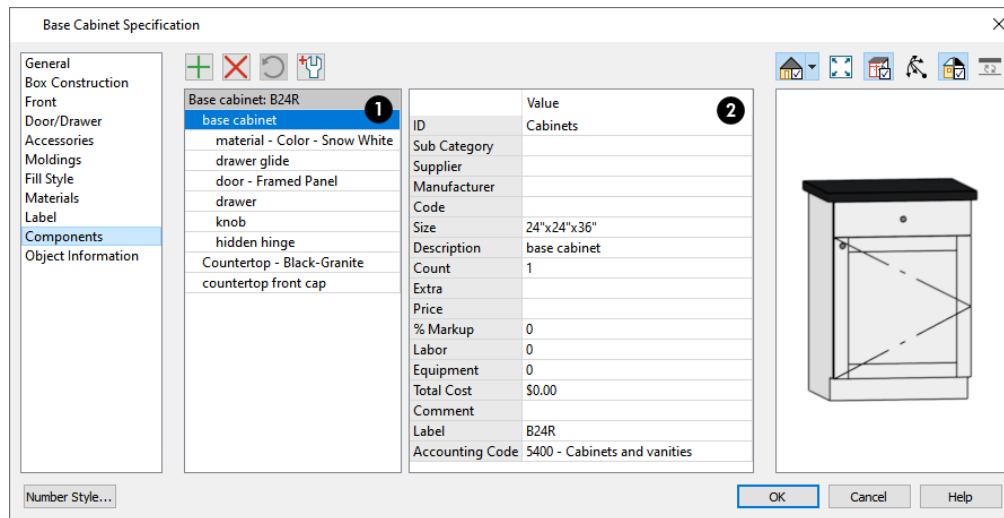 Base Cabinet Specification
General
Box Construction
Front
Door/Drawer
Accessories
Moldings
Fill Style
Materials
Label
Components
Object Information
Base cabinet: B24R
1
base cabinet
material - Color - Snow White
drawer glide
door - Framed Panel
drawer
knob
hidden hinge
Countertop - Black-Granite
countertop front cap
Value
2
ID Cabinets
Sub Category
Supplier
Manufacturer
Code
Size 24"x24"x36"
Description base cabinet
Count 1
Extra
Price
% Markup 0
Labor 0
Equipment 0
Total Cost $0.00
Comment
Label B24R
Accounting Code 5400 - Cabinets and vanities
Number Style...
OK
Cancel
Help